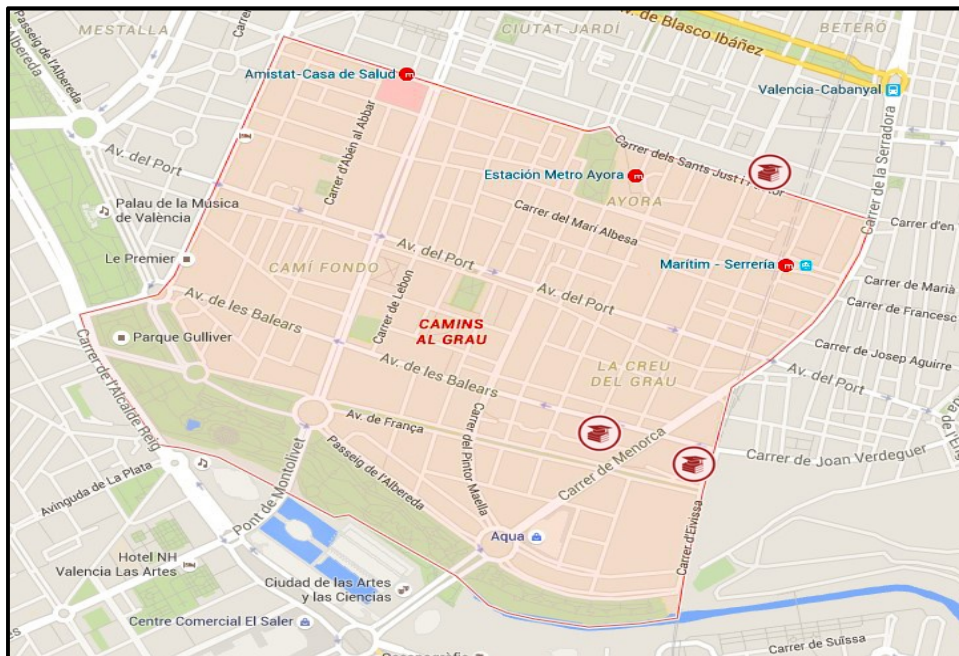 MESTALLA
CIUTAT JARDÍ
BETERÓ
Passeig de l'Albereda
Albereda
Carrer
Av. de Blasco Ibáñez
Amistat-Casa de Salud
Valencia-Cabanyal
Carrer d'Abén al Abbar
Av. del Port
Carrer dels Sants Just i
Carrer de la Serradora
Estación Metro Ayora
AYORA
Palau de la Música
de València
Carrer del Marí Albesa
Carrer d'en
Le Premier
CAMÍ FONDO
Av. del Port
Marítim - Serrería
Carrer de Marià
Av. de les Balears
Carrer de Lebon
Av. del Port
Carrer de Francesc
Parque Gulliver
CAMINS
AL GRAU
Carrer de Josep Aguirre
LA CREU
DEL GRAU
Av. del Port
Av. de les Balears
Carrer de l'Alcalde Reig
Av. de França
Carrer del Pintor Maella
Carrer de Menorca
Carrer de Joan Verdeguer
Passeig de l'Albereda
Avinguda de La Plata
Pont de Montolivet
Aqua
Carrer d'Eivissa
Hotel NH
Valencia Las Artes
Ciudad de las Artes
y las Ciencias
Centre Comercial El Saler
Carrer de Suïssa